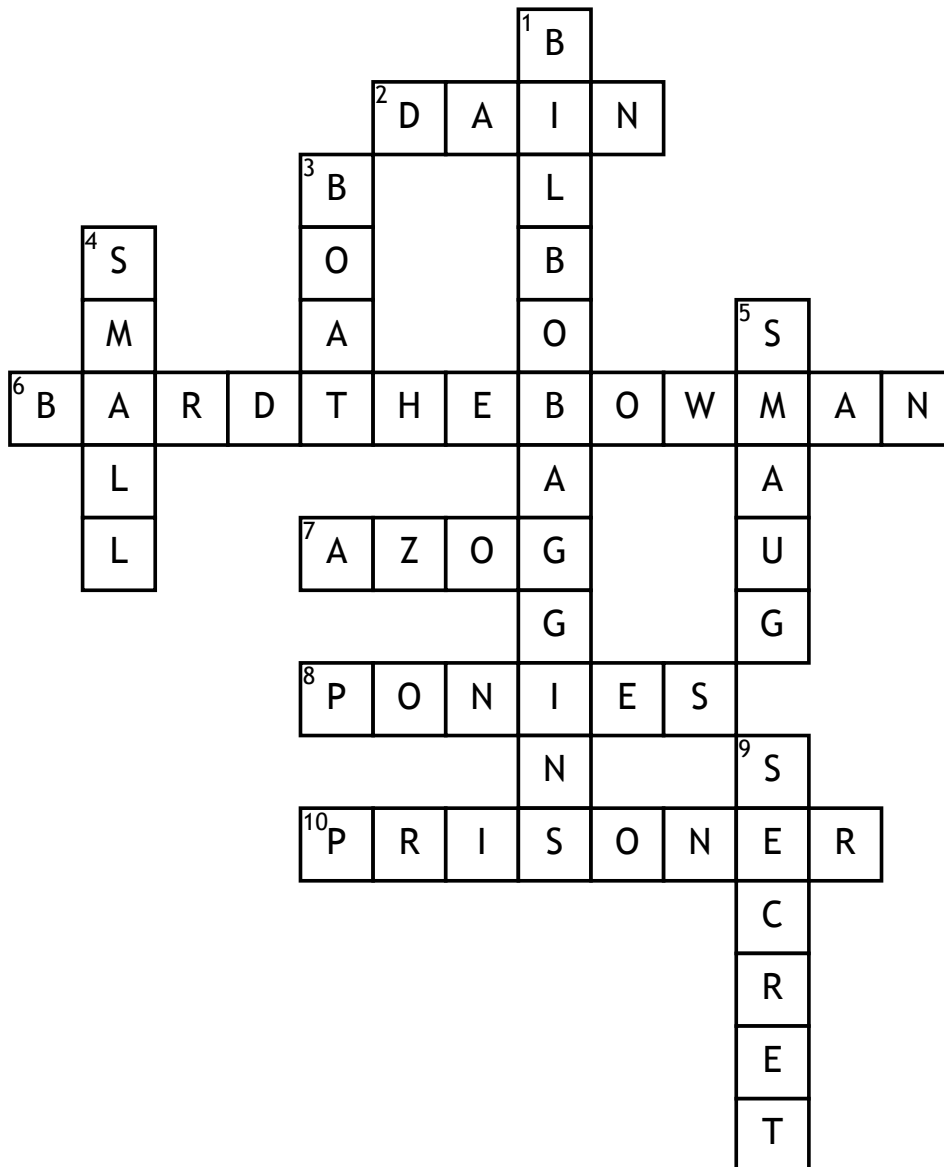 1 B
2 D A I N
3 B L
4 S O B
M A O 5 S
6 B A R D T H E B O W M A N
L A A
L 7 A Z O G U
G G
8 P O N I E S
N 9 S
10 P R I S O N E R
C
R
E
T